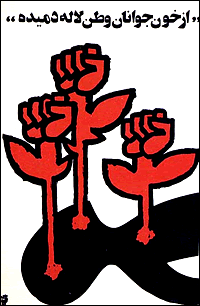 „ از خون جوانان وطن لاله دمیده “